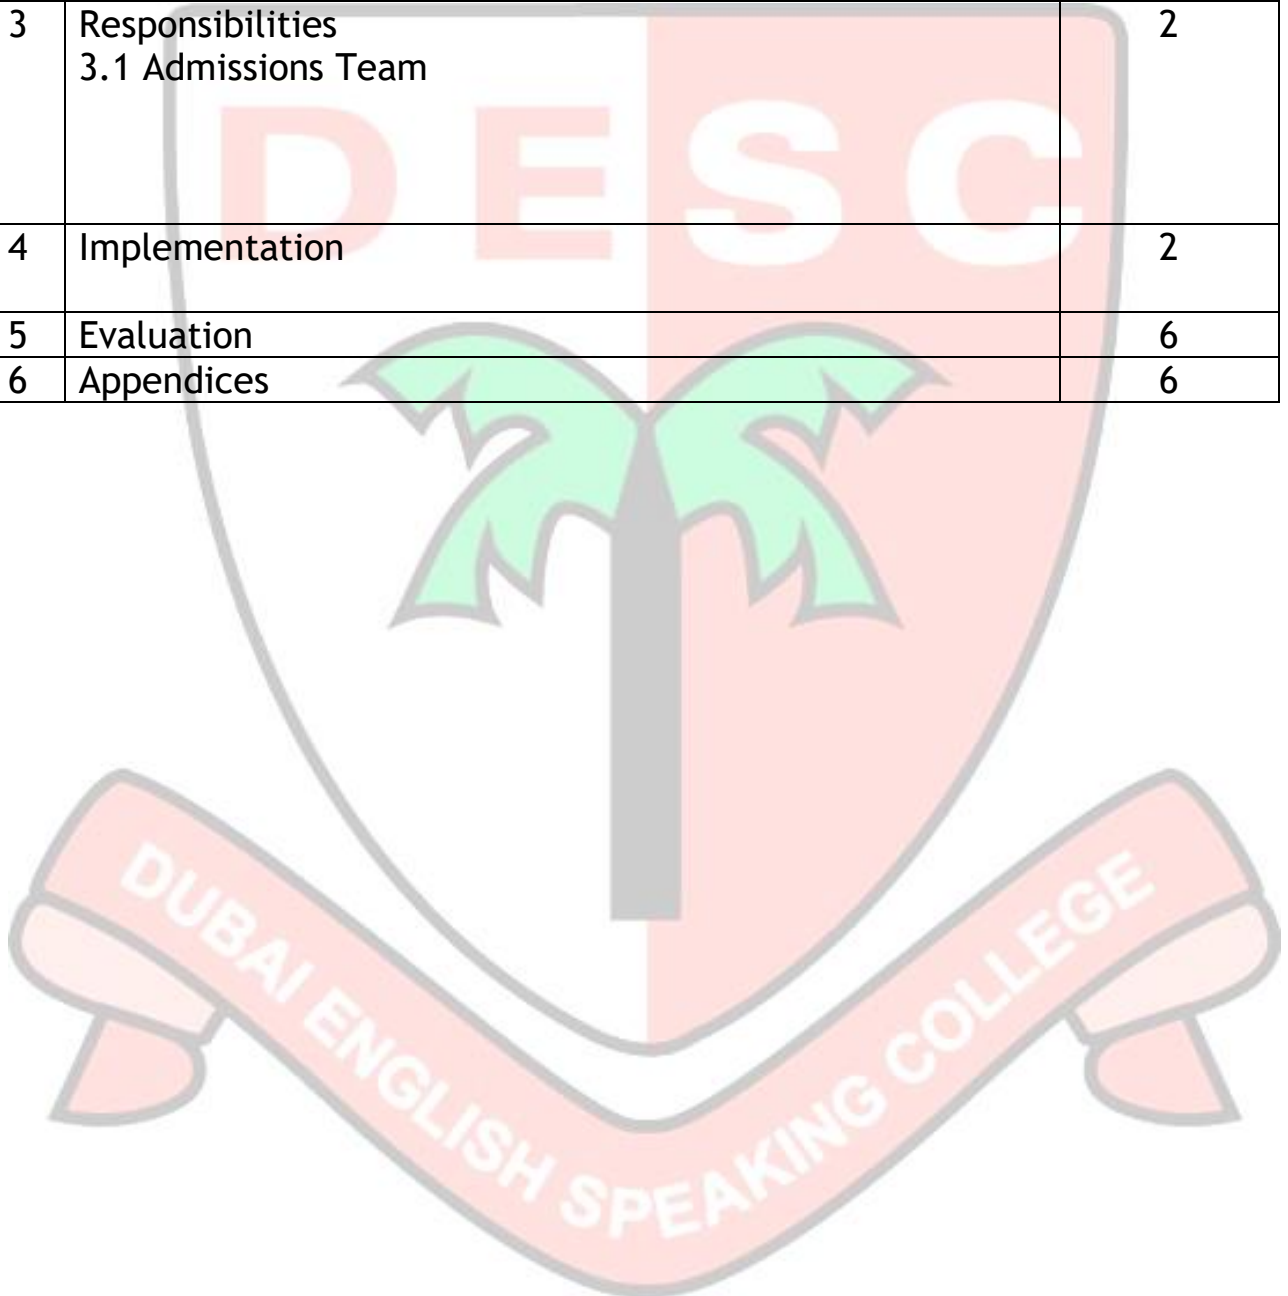 3 Responsibilities 2
3.1 Admissions Team
4 Implementation 2
5 Evaluation 6
6 Appendices 6
DESC
DUBAI ENGLISH SPEAKING COLLEGE